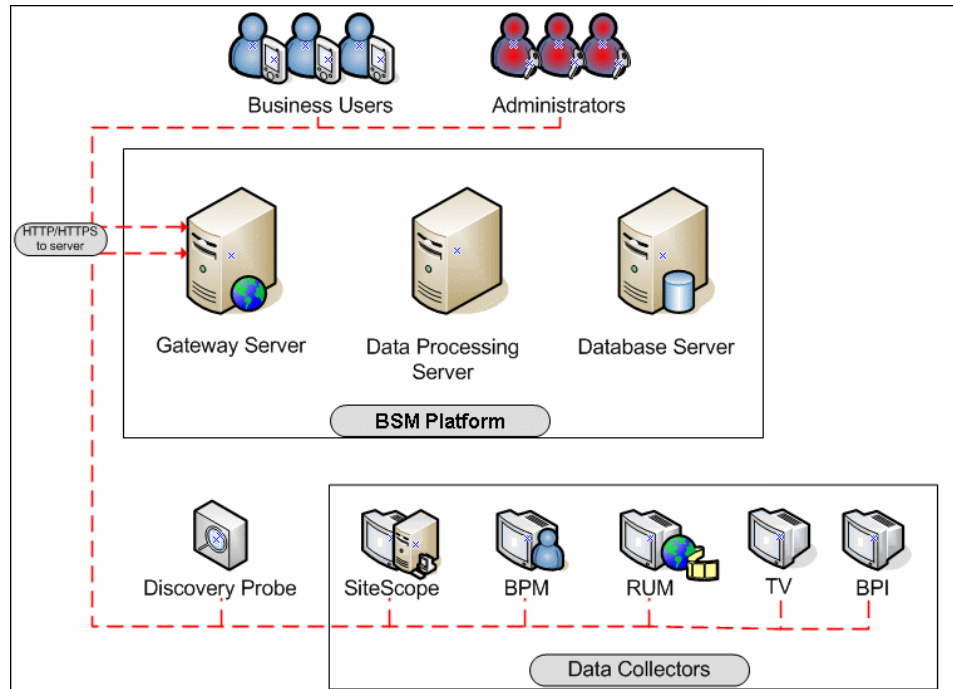 Business Users
Administrators
HTTP/HTTPS
to server
Gateway Server
Data Processing
Server
Database Server
BSM Platform
Discovery Probe
SiteScope
BPM
RUM
TV
BPI
Data Collectors